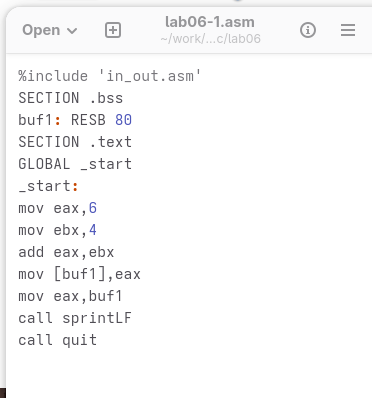 Open
lab06-1.asm
~/work/...c/lab06
%include 'in_out.asm'
SECTION .bss
buf1: RESB 80
SECTION .text
GLOBAL _start
_start:
mov eax,6
mov ebx,4
add eax,ebx
mov [buf1],eax
mov eax,buf1
call sprintLF
call quit